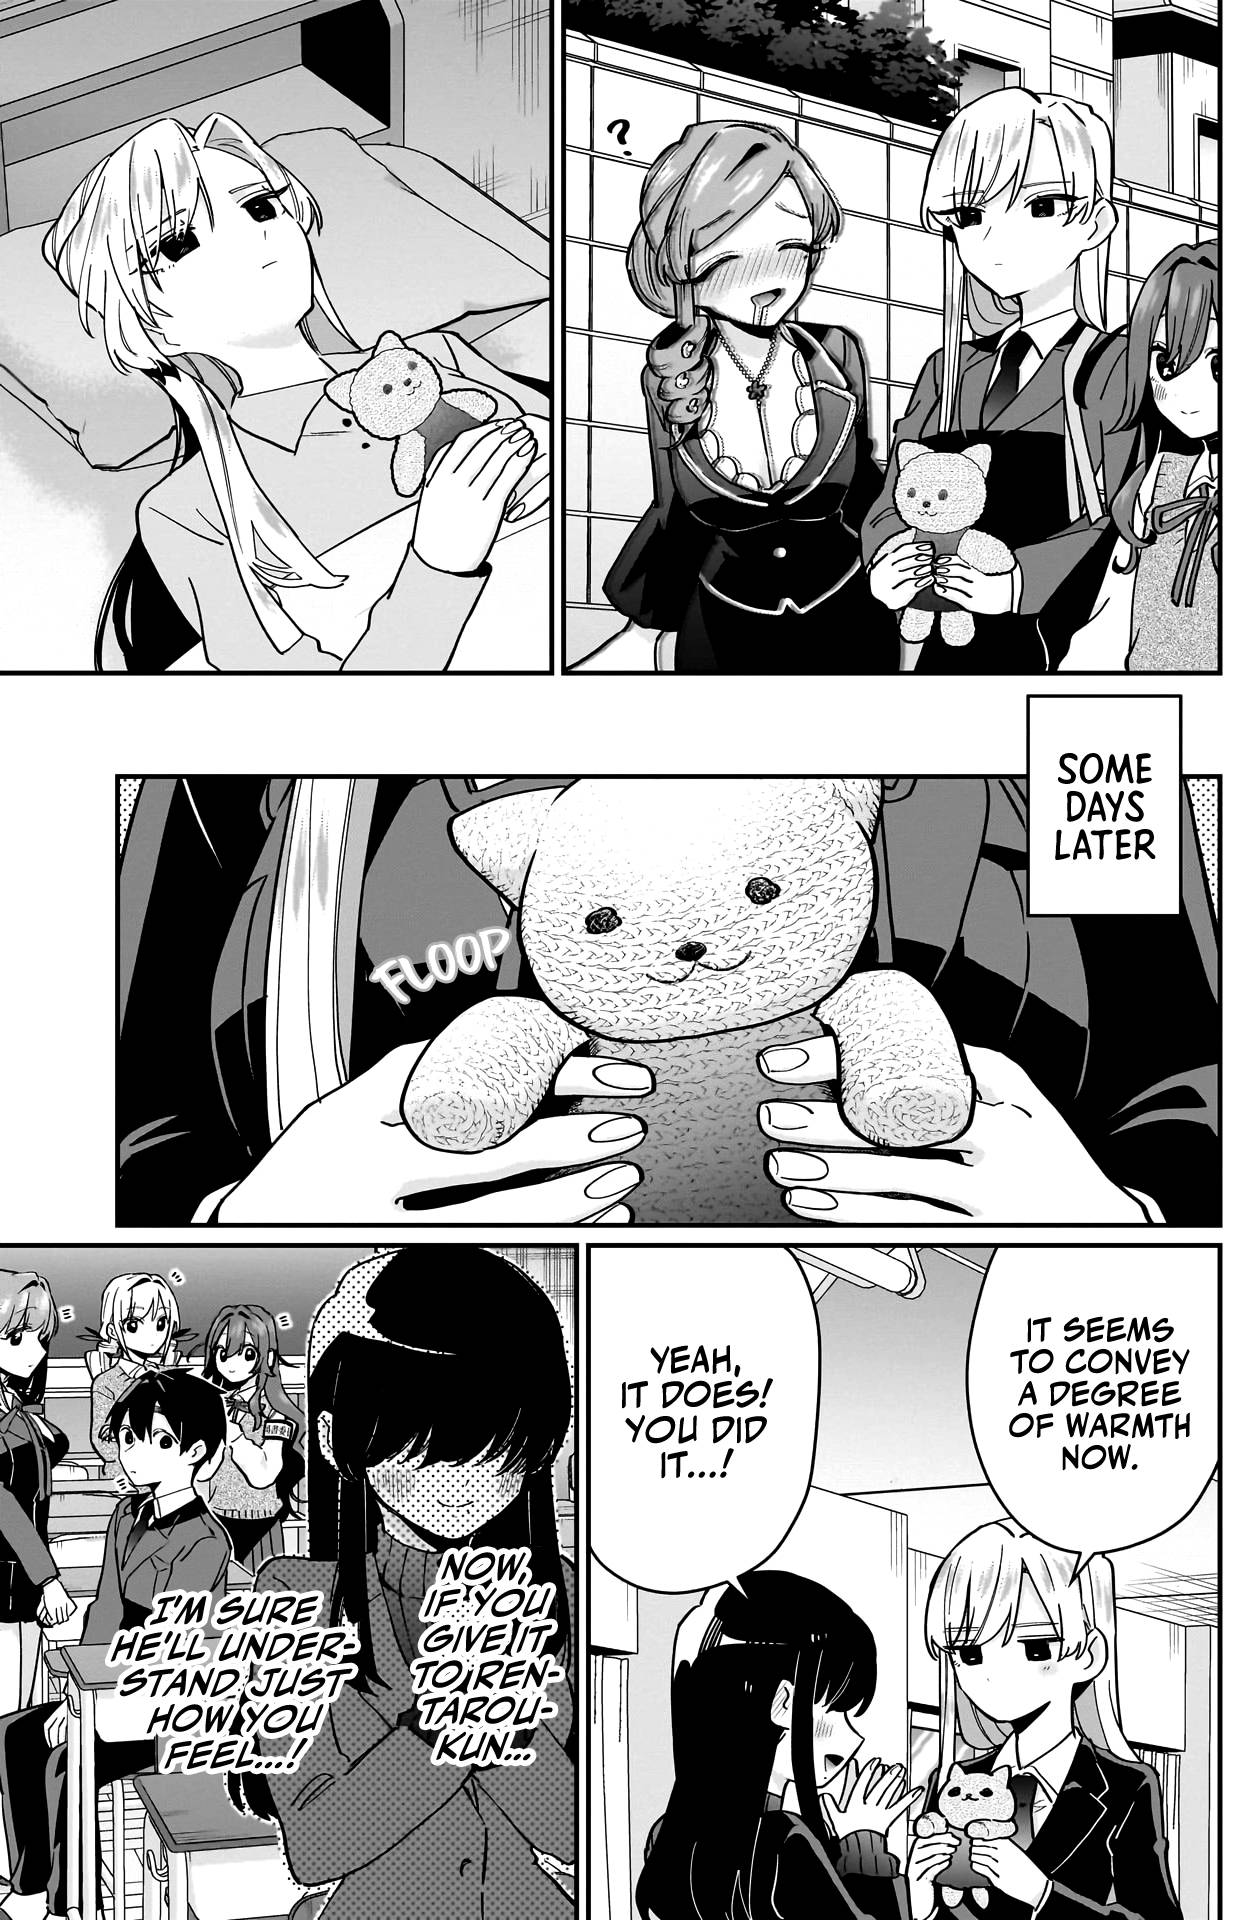 ?
SOME
DAYS
LATER
FLOOP
IT SEEMS
TO CONVEY
A DEGREE
OF WARMTH
NOW.
YEAH,
IT DOES!
YOU DID
IT...!
NOW,
IF YOU
GIVE IT
TO REN-
TAROU-
KUN...
I'M SURE
HE'LL UNDER-
STAND JUST
HOW YOU
FEEL...!